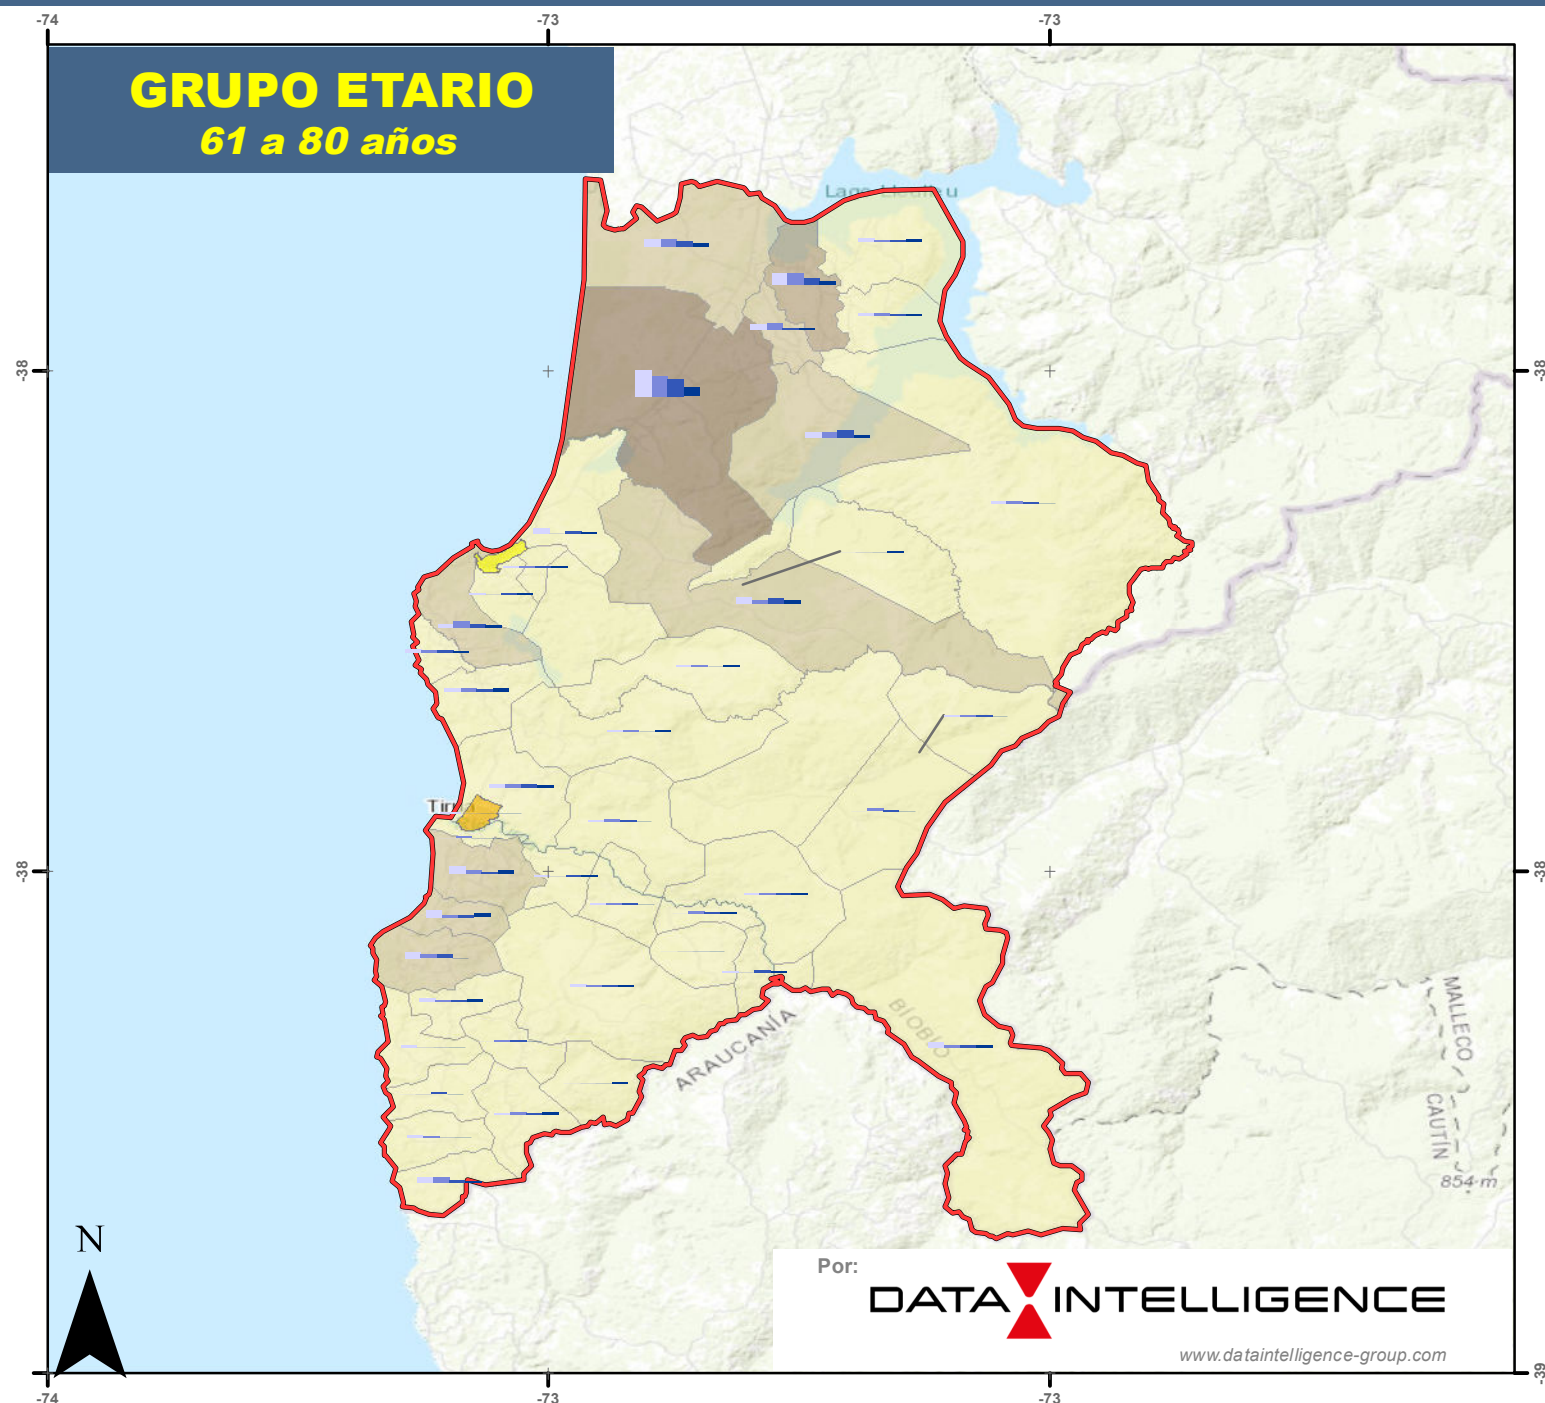 -74
-73
-73
GRUPO ETARIO
61 a 80 años
-38
-38
-38
-38
BIOBÍO
ARAUCANÍA
MALLECO
CAUTÍN
854 m
N
Por:
DATA INTELLIGENCE
www.dataintelligence-group.com
-39
-74
-73
-73